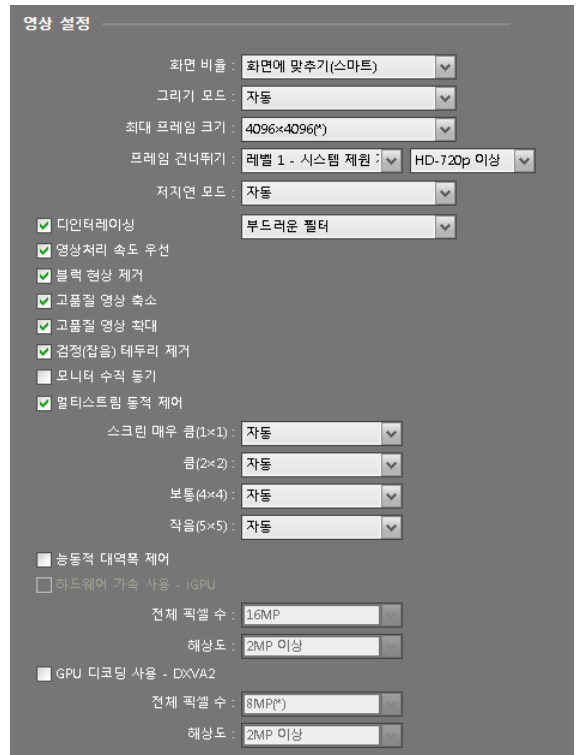 영상 설정
화면 비율 : 화면에 맞추기(스마트)
그리기 모드 : 자동
최대 프레임 크기 : 4096×4096(*)
프레임 건너뛰기 : 레벨 1 - 시스템 제원 HD-720p 이상
저지연 모드 : 자동
디인터레이싱 부드러운 필터
영상처리 속도 우선
블럭 현상 제거
고품질 영상 축소
고품질 영상 확대
검정(잡음) 테두리 제거
모니터 수직 동기
멀티스트림 동적 제어
스크린 매우 큼(1×1) : 자동
큼(2×2) : 자동
보통(4×4) : 자동
작음(5×5) : 자동
능동적 대역폭 제어
하드웨어 가속 사용 - iGPU
전체 픽셀 수 : 16MP
해상도 : 2MP 이상
GPU 디코딩 사용 - DXVA2
전체 픽셀 수 : 8MP(*)
해상도 : 2MP 이상